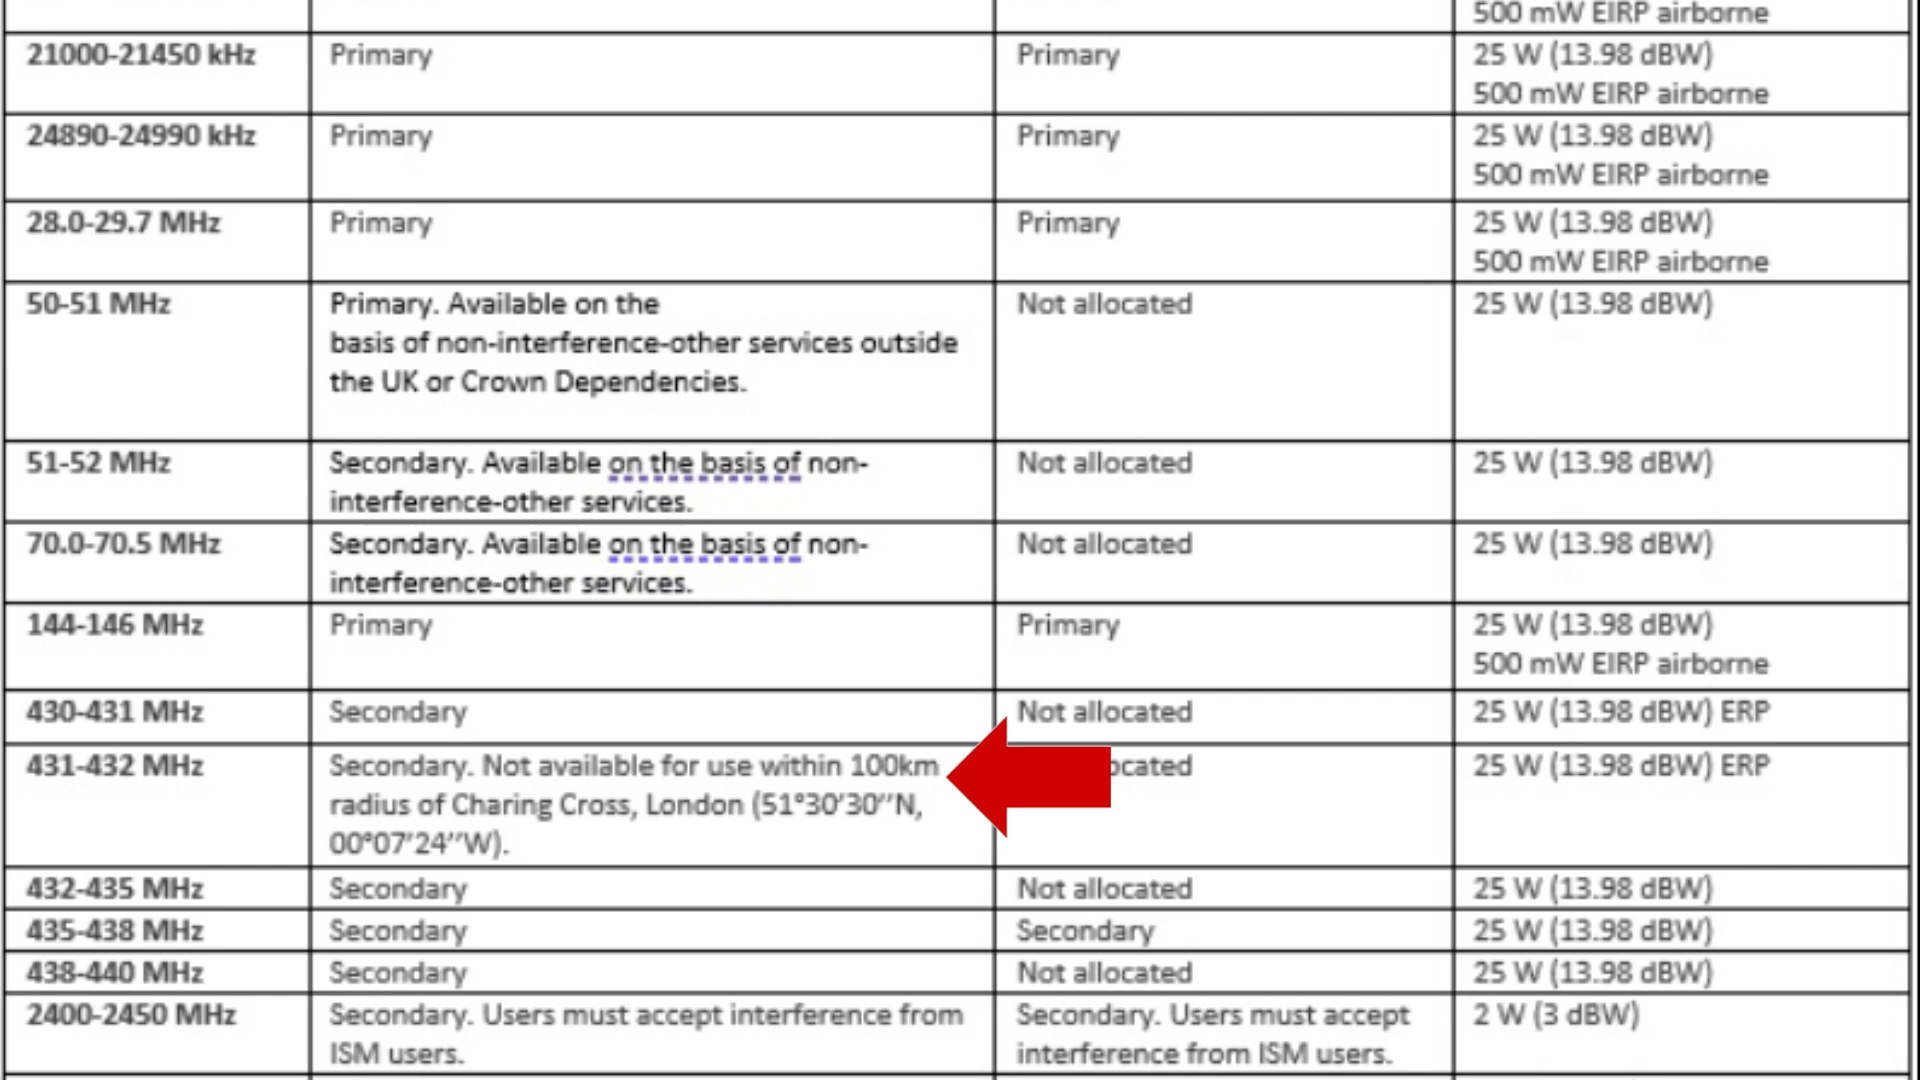 500 mW EIRP airborne
21000-21450 kHz Primary Primary 25 W (13.98 dBW)
500 mW EIRP airborne
24890-24990 kHz Primary Primary 25 W (13.98 dBW)
500 mW EIRP airborne
28.0-29.7 MHz Primary Primary 25 W (13.98 dBW)
500 mW EIRP airborne
50-51 MHz Primary. Available on the Not allocated 25 W (13.98 dBW)
basis of non-interference-other services outside
the UK or Crown Dependencies.
51-52 MHz Secondary. Available on the basis of non- Not allocated 25 W (13.98 dBW)
interference-other services.
70.0-70.5 MHz Secondary. Available on the basis of non- Not allocated 25 W (13.98 dBW)
interference-other services.
144-146 MHz Primary Primary 25 W (13.98 dBW)
500 mW EIRP airborne
430-431 MHz Secondary Not allocated 25 W (13.98 dBW) ERP
431-432 MHz Secondary. Not available for use within 100km 25 W (13.98 dBW) ERP
radius of Charing Cross, London (51°30’30’’N,
00°07’24’’W).
432-435 MHz Secondary Not allocated 25 W (13.98 dBW)
435-438 MHz Secondary Secondary 25 W (13.98 dBW)
438-440 MHz Secondary Not allocated 25 W (13.98 dBW)
2400-2450 MHz Secondary. Users must accept interference from Secondary. Users must accept 2 W (3 dBW)
ISM users. interference from ISM users.